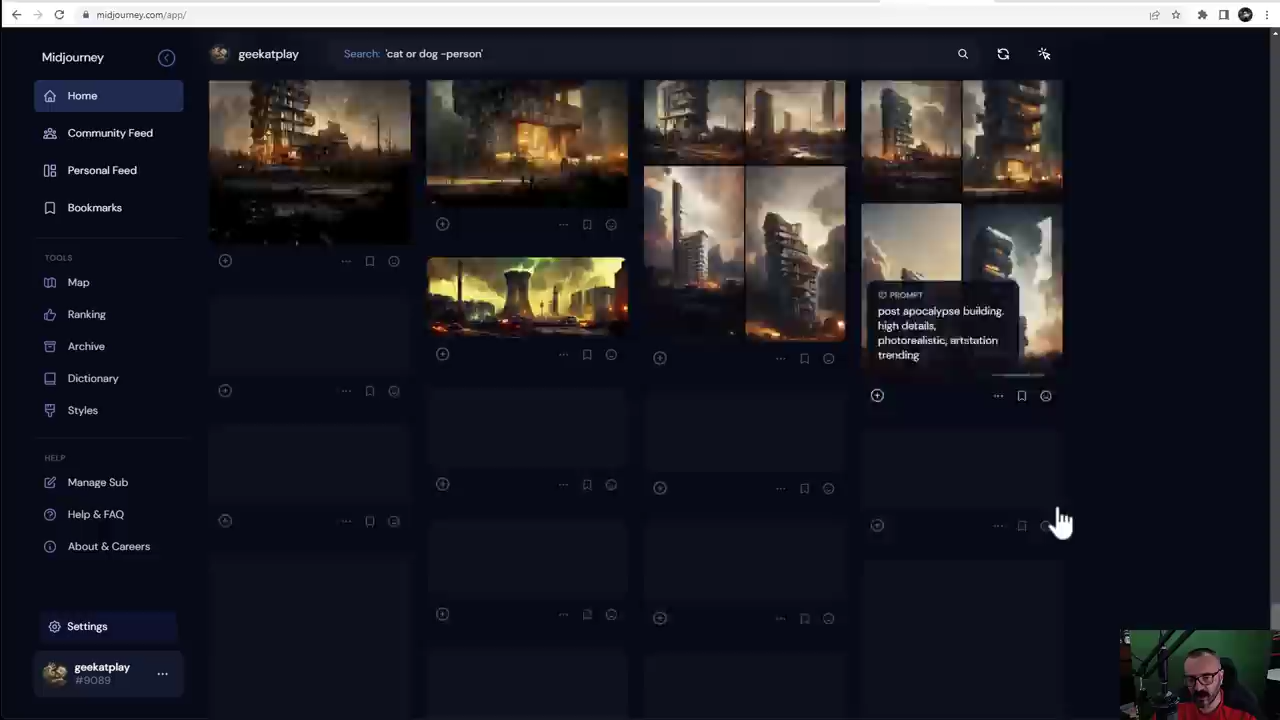 midjourney.com/app/
Midjourney
geekatplay
Search: 'cat or dog -person'
Home
Community Feed
Personal Feed
Bookmarks
TOOLS
Map
Ranking
Archive
Dictionary
Styles
HELP
Manage Sub
Help & FAQ
About & Careers
Settings
geekatplay
#9089
PROMPT
post apocalypse building.
high details,
photorealistic, artstation
trending